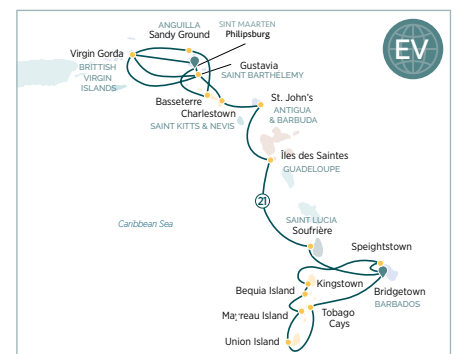 ANGUILLA
Sandy Ground
SINT MAARTEN
Philipsburg
EV
Virgin Gorda
BRITTISH
VIRGIN
ISLANDS
Gustavia
SAINT BARTHÉLEMY
Basseterre
Charlestown
SAINT KITTS & NEVIS
St. John's
ANTIGUA
& BARBUDA
Îles des Saintes
GUADELOUPE
21
Caribbean Sea
SAINT LUCIA
Soufrière
Speightstown
Kingstown
Bequia Island
Bridgetown
BARBADOS
Mayreau Island
Tobago
Cays
Union Island